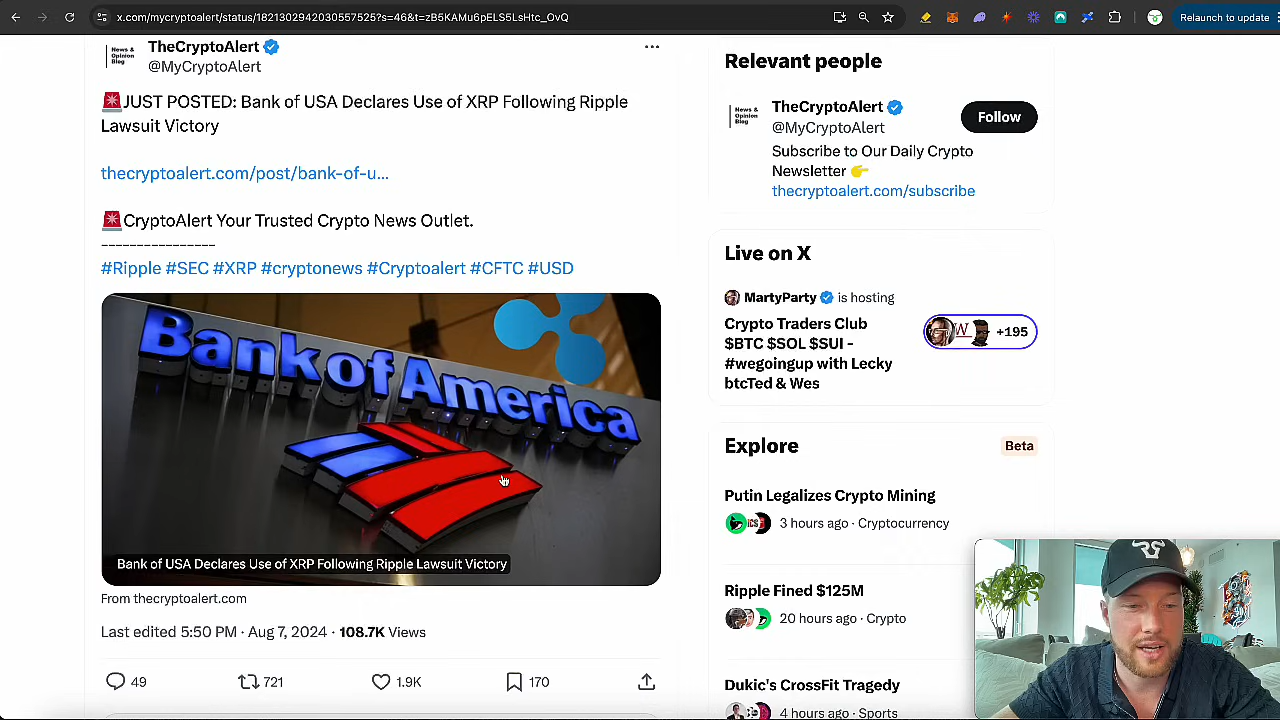 x.com/mycryptoalert/status/1821302942030557525?s=46&t=zB5KAMu6pELS5LsHtc_OvQ
Relaunch to update
TheCryptoAlert
@MyCryptoAlert
🚨JUST POSTED: Bank of USA Declares Use of XRP Following Ripple
Lawsuit Victory
thecryptoalert.com/post/bank-of-u...
🚨CryptoAlert Your Trusted Crypto News Outlet.
----------------
#Ripple #SEC #XRP #cryptonews #Cryptoalert #CFTC #USD
Bank of America
Bank of USA Declares Use of XRP Following Ripple Lawsuit Victory
From thecryptoalert.com
Last edited 5:50 PM · Aug 7, 2024 · 108.7K Views
49
721
1.9K
170
Relevant people
News &
Opinion
Blog
TheCryptoAlert
@MyCryptoAlert
Follow
Subscribe to Our Daily Crypto
Newsletter 👉
thecryptoalert.com/subscribe
Live on X
MartyParty is hosting
Crypto Traders Club
$BTC $SOL $SUI -
#wegoingup with Lecky
btcTed & Wes
+195
Explore
Beta
Putin Legalizes Crypto Mining
3 hours ago · Cryptocurrency
Ripple Fined $125M
20 hours ago · Crypto
Dukic's CrossFit Tragedy
4 hours ago · Sports